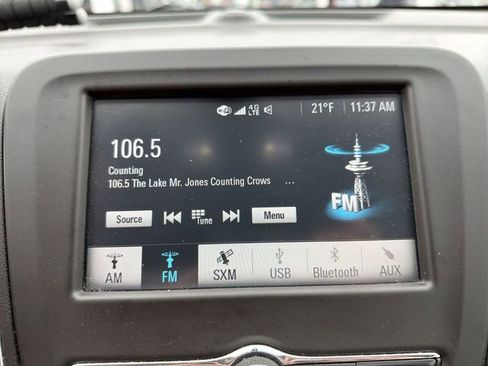 4G LTE 21°F 11:37 AM
106.5
Counting
106.5 The Lake Mr. Jones Counting Crows ...
Source Tune Menu
FM
AM FM SXM USB Bluetooth AUX